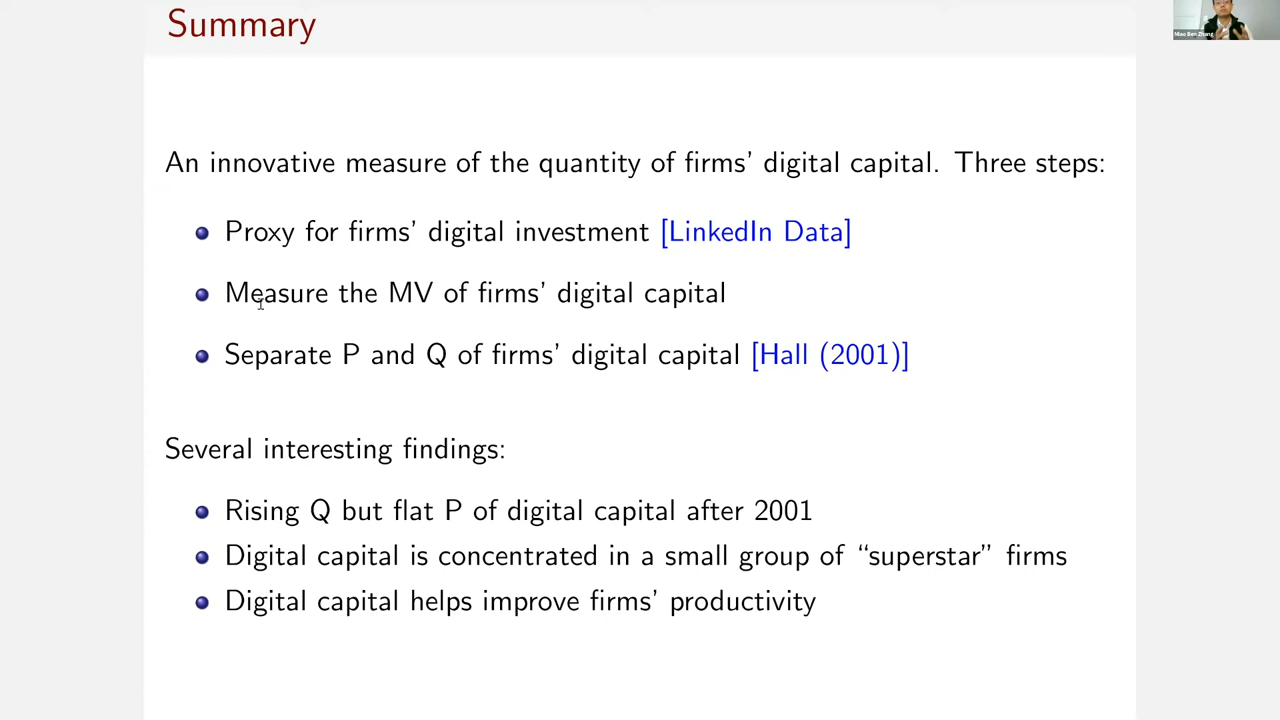 Summary
Miao Ben Zhang
An innovative measure of the quantity of firms' digital capital. Three steps:
Proxy for firms' digital investment [LinkedIn Data]
Measure the MV of firms' digital capital
Separate P and Q of firms' digital capital [Hall (2001)]
Several interesting findings:
Rising Q but flat P of digital capital after 2001
Digital capital is concentrated in a small group of “superstar” firms
Digital capital helps improve firms' productivity